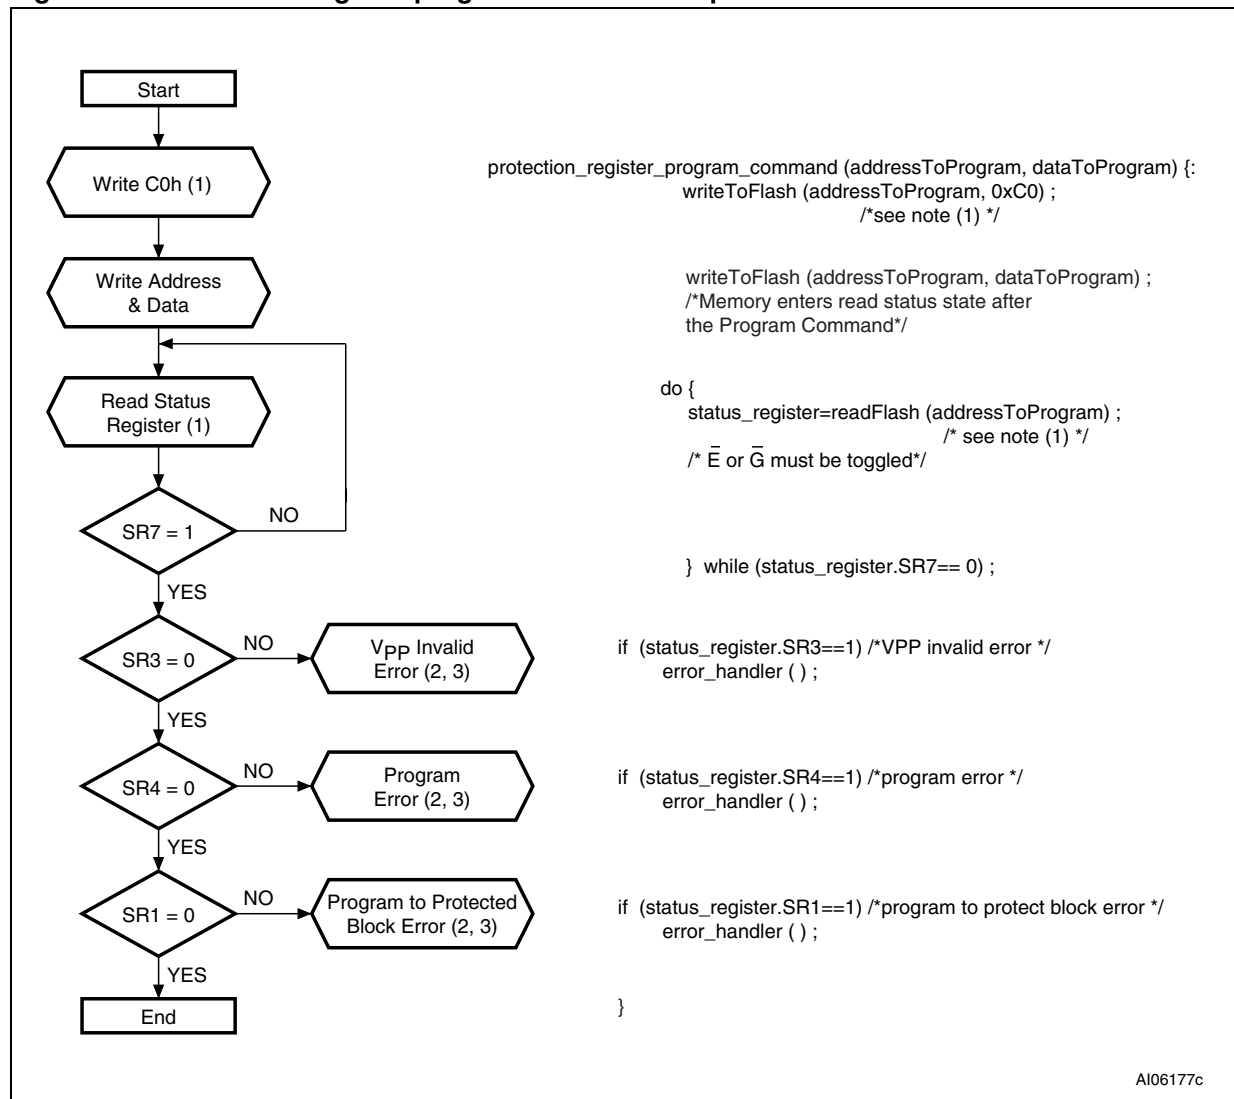 Start
Write C0h (1)
Write Address
& Data
Read Status
Register (1)
SR7 = 1
NO
YES
SR3 = 0
NO
VPP Invalid
Error (2, 3)
YES
SR4 = 0
NO
Program
Error (2, 3)
YES
SR1 = 0
NO
Program to Protected
Block Error (2, 3)
YES
End
protection_register_program_command (addressToProgram, dataToProgram) {:
writeToFlash (addressToProgram, 0xC0) ;
/*see note (1) */
writeToFlash (addressToProgram, dataToProgram) ;
/*Memory enters read status state after
the Program Command*/
do {
status_register=readFlash (addressToProgram) ;
/* see note (1) */
/* E̅ or G̅ must be toggled*/
} while (status_register.SR7== 0) ;
if (status_register.SR3==1) /*VPP invalid error */
error_handler ( ) ;
if (status_register.SR4==1) /*program error */
error_handler ( ) ;
if (status_register.SR1==1) /*program to protect block error */
error_handler ( ) ;
}
AI06177c